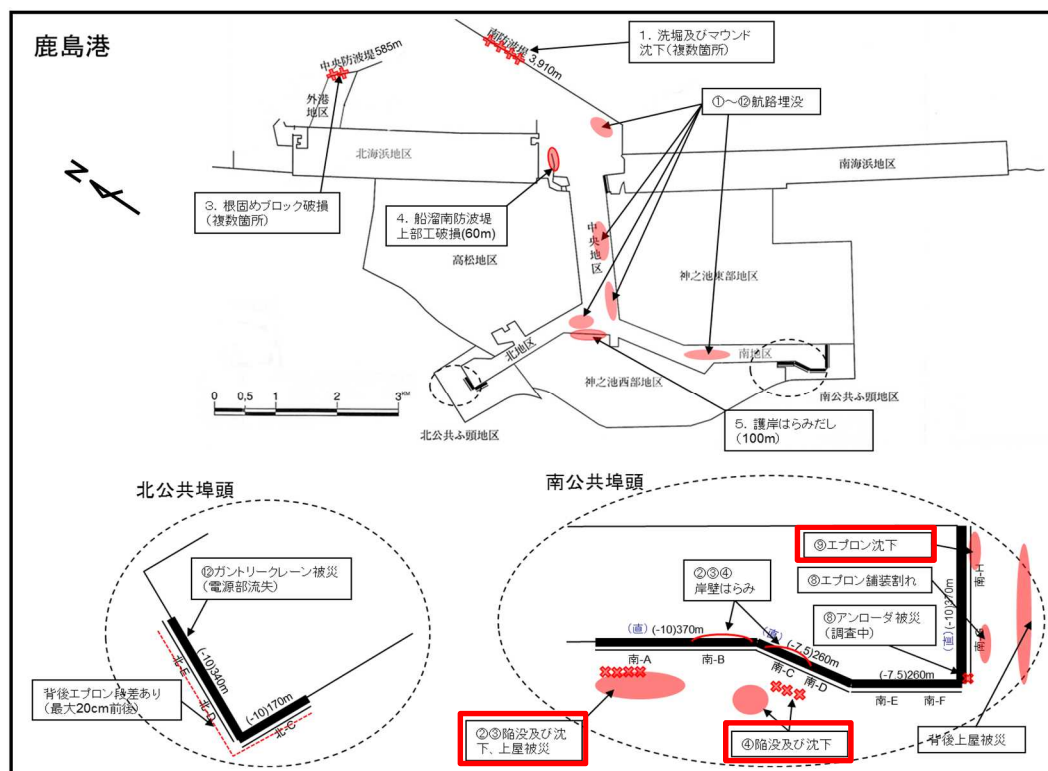 鹿島港
中央防波堤 585m
南防波堤 3,910m
1. 洗堀及びマウンド
沈下(複数箇所)
①～⑫航路埋没
外港
地区
北海浜地区
南海浜地区
N
3. 根固めブロック破損
(複数箇所)
4. 船溜南防波堤
上部工破損(60m)
中央地区
高松地区
神之池東部地区
北地区
南地区
神之池西部地区
南公共ふ頭地区
北公共ふ頭地区
5. 護岸はらみだし
(100m)
0 0,5 1 2 3KM
北公共埠頭
⑫ガントリークレーン被災
(電源部流失)
(-10)340m
北-E
北-D
(-10)170m
北-C
背後エプロン段差あり
(最大20cm前後)
南公共埠頭
⑨エプロン沈下
②③④
岸壁はらみ
⑧エプロン舗装割れ
⑧アンローダ被災
(調査中)
南-H
(直) (-10)370m
南-G
(直) (-10)370m
(直) (-7.5)260m
(-7.5)260m
南-A
南-B
南-C
南-D
南-E
南-F
②③陥没及び沈
下、上屋被災
④陥没及び沈下
背後上屋被災